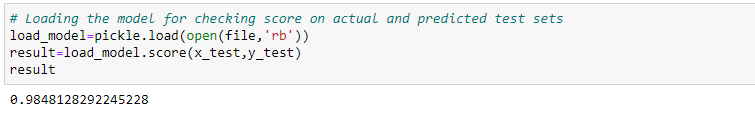 # Loading the model for checking score on actual and predicted test sets
load_model=pickle.load(open(file,'rb'))
result=load_model.score(x_test,y_test)
result
0.9848128292245228